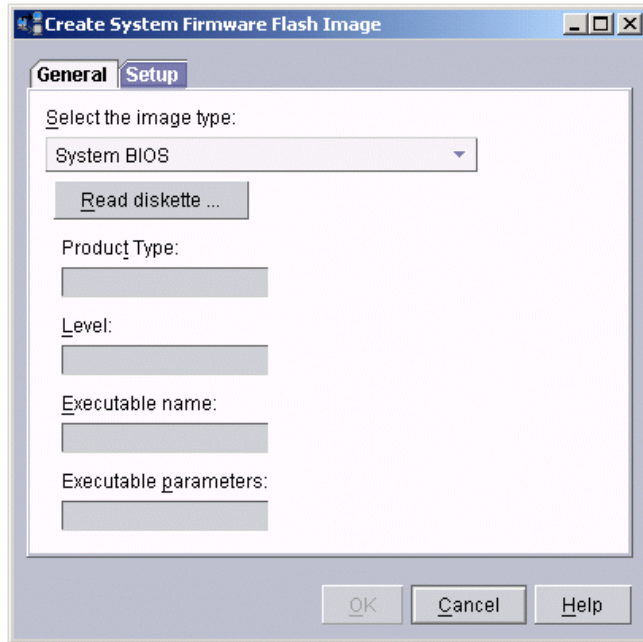 Create System Firmware Flash Image
General Setup
Select the image type:
System BIOS
Read diskette ...
Product Type:
Level:
Executable name:
Executable parameters:
OK Cancel Help